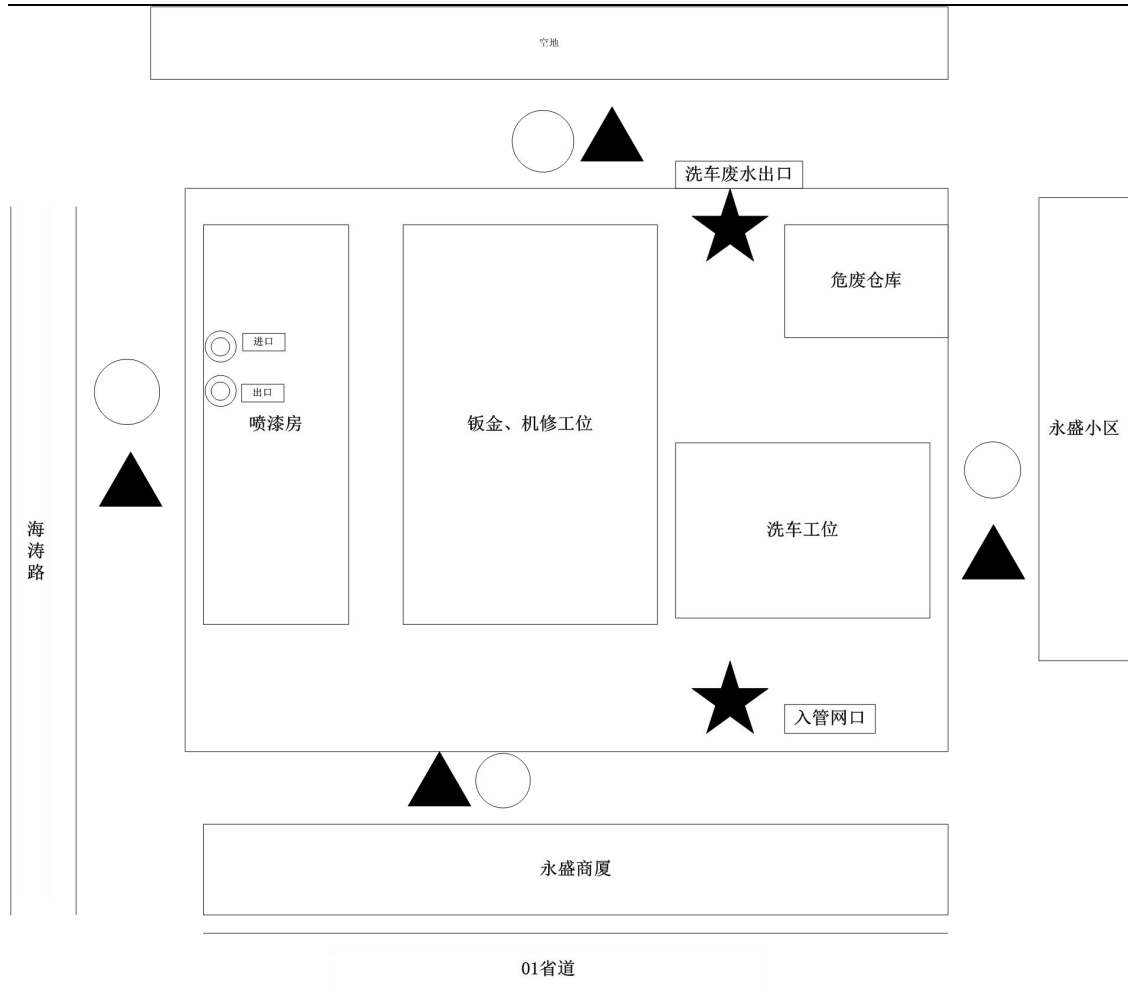 空地
洗车废水出口
危废仓库
进口
出口
喷漆房
钣金、机修工位
永盛小区
洗车工位
海涛路
入管网口
永盛商厦
01省道